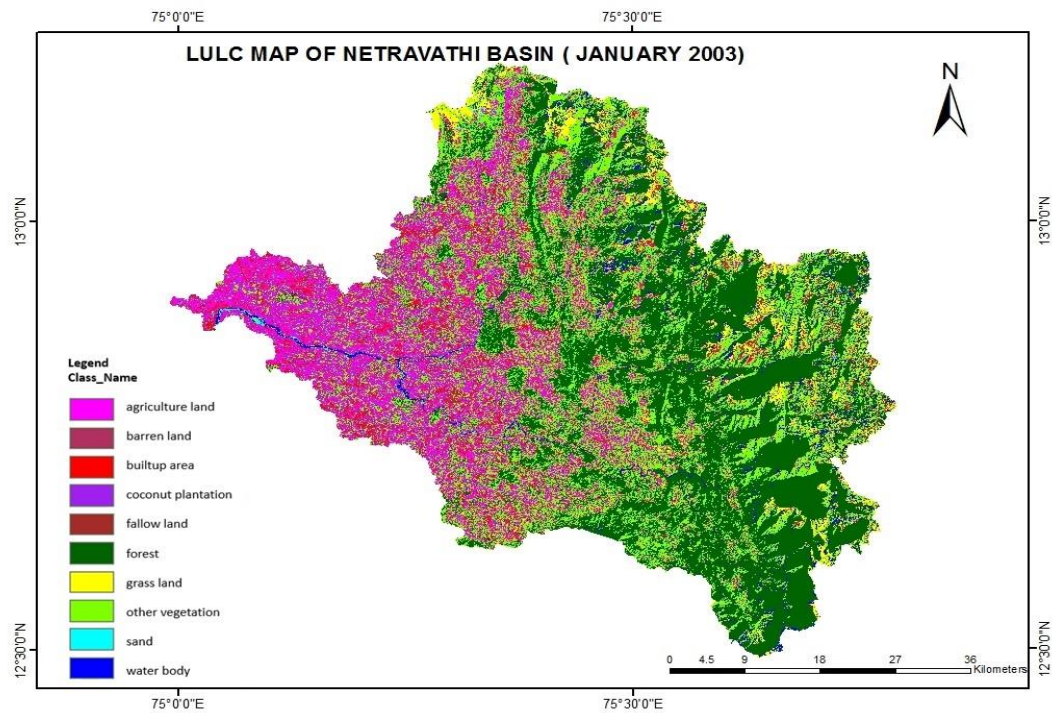 75°0'0"E
75°30'0"E
LULC MAP OF NETRAVATHI BASIN ( JANUARY 2003)
N
13°0'0"N
13°0'0"N
Legend
Class_Name
agriculture land
barren land
builtup area
coconut plantation
fallow land
forest
grass land
other vegetation
sand
water body
12°30'0"N
12°30'0"N
0 4.5 9 18 27 36
Kilometers
75°0'0"E
75°30'0"E